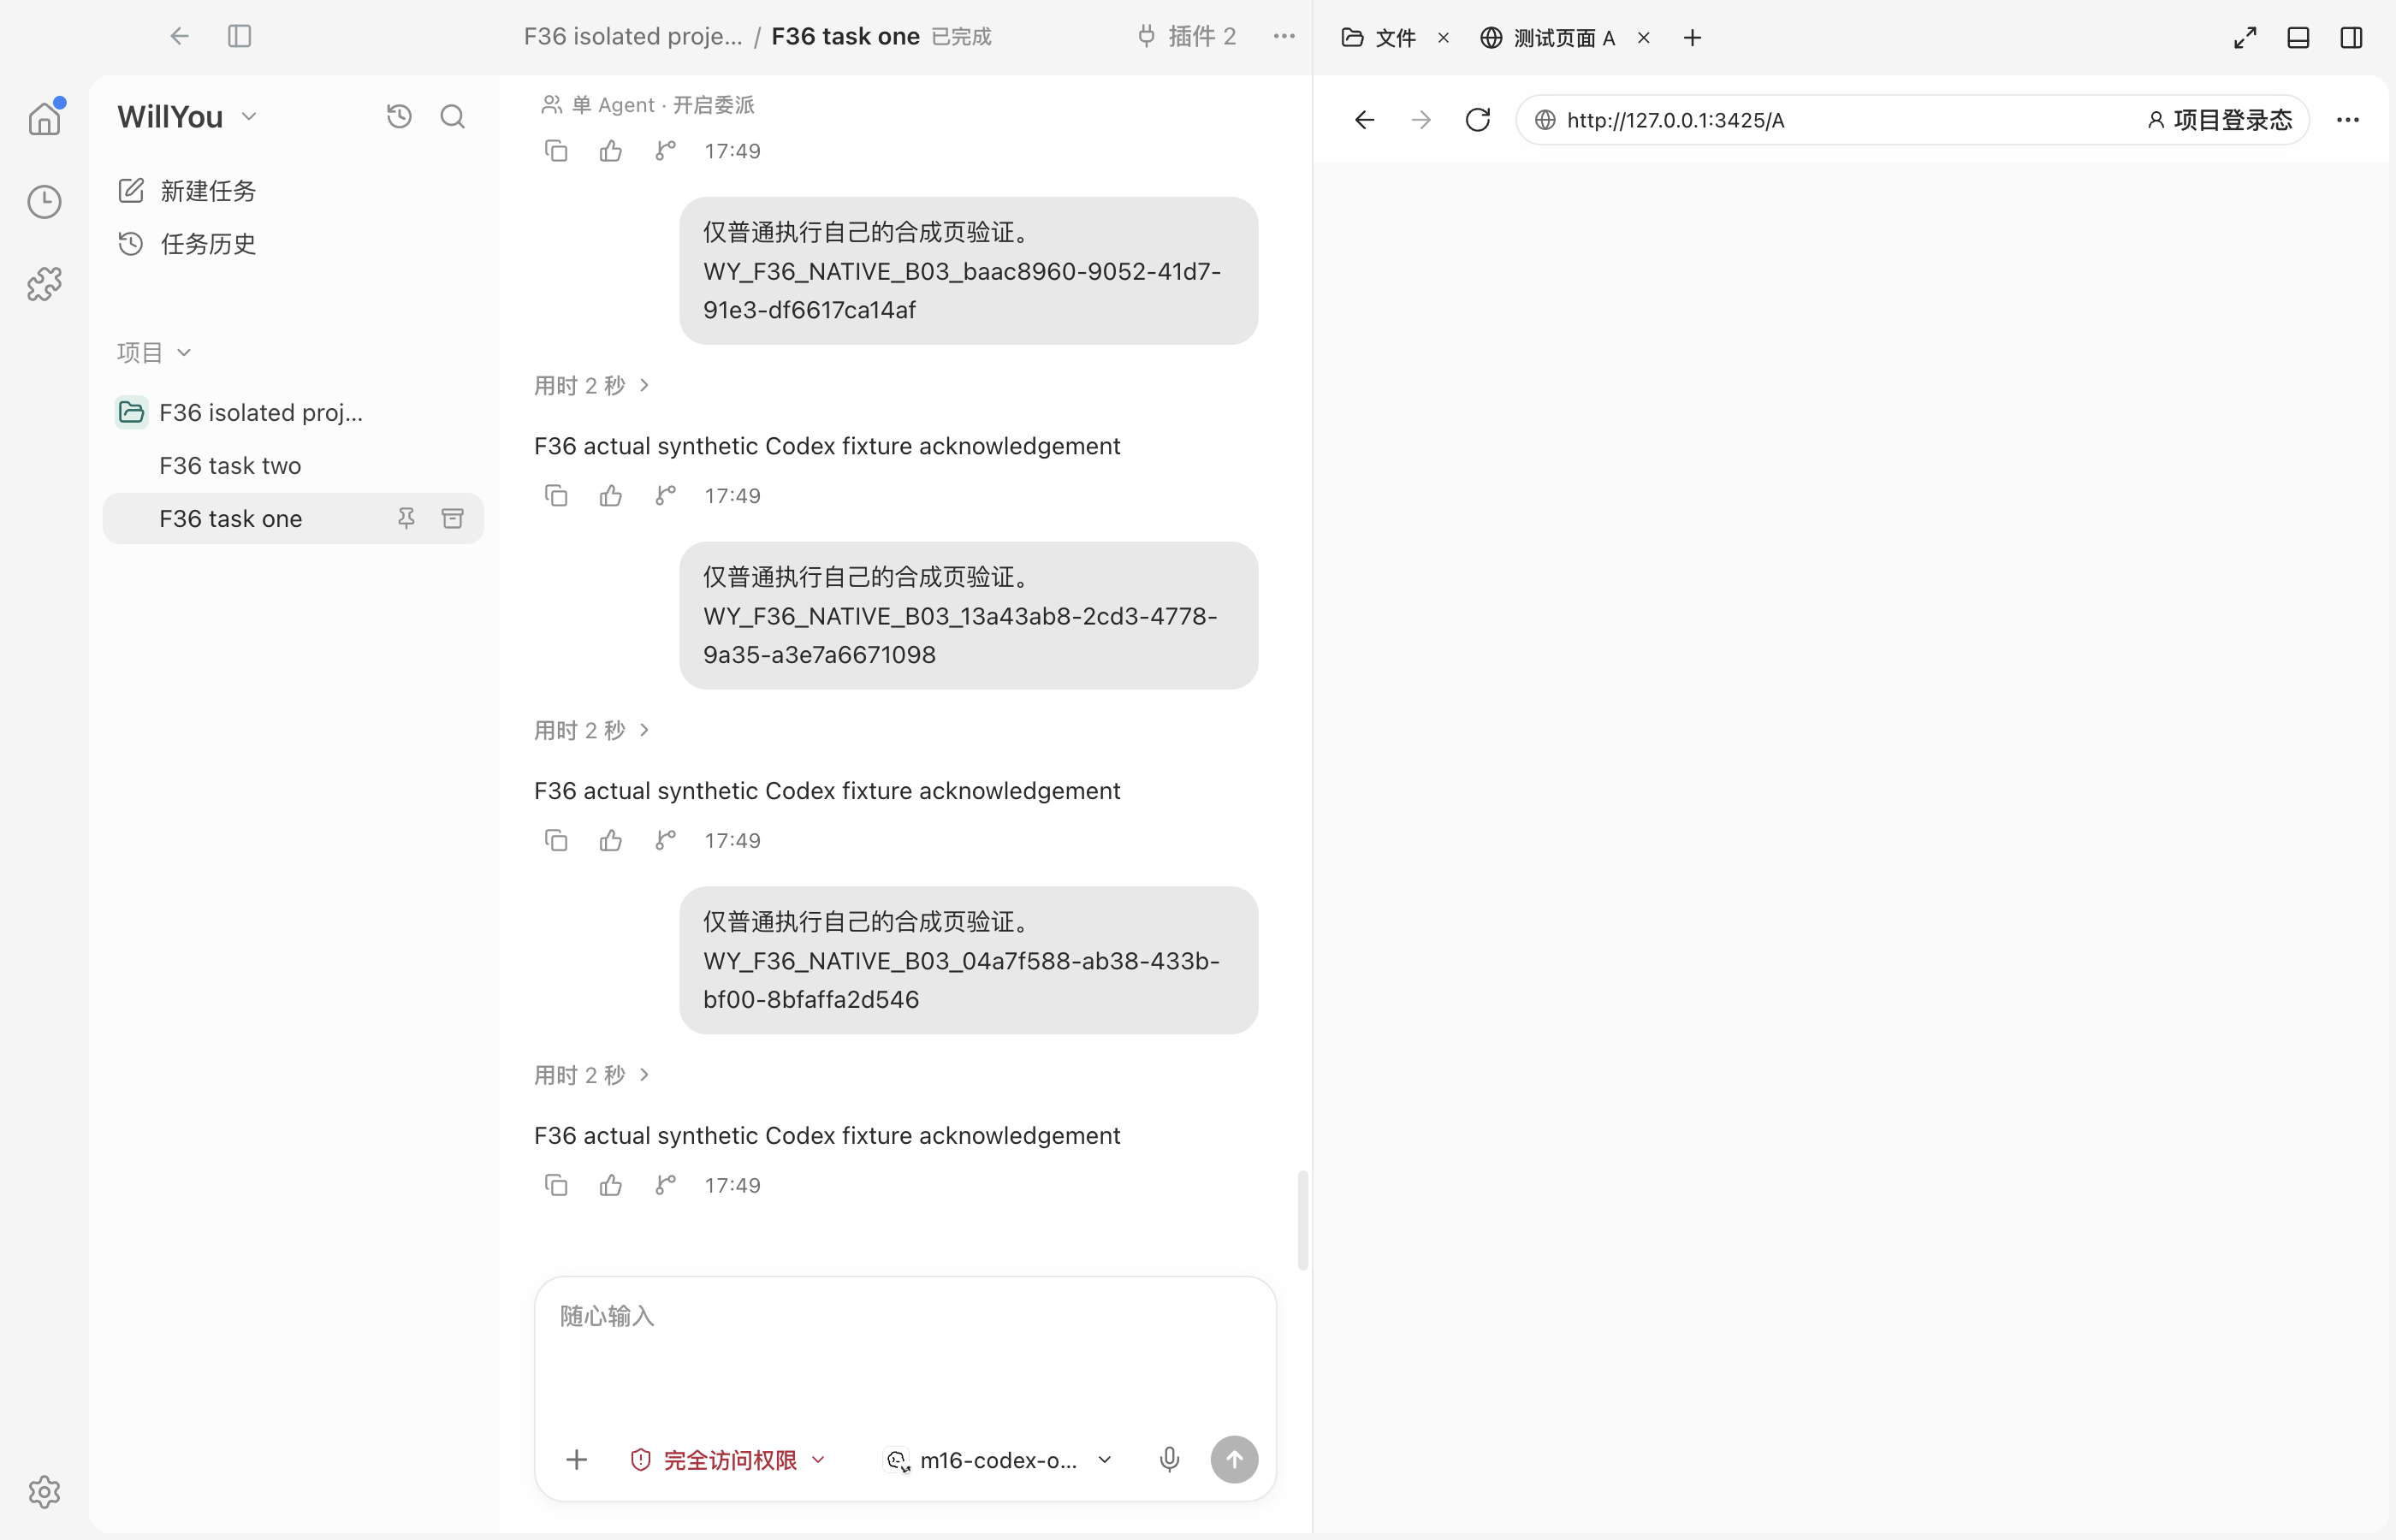 F36 isolated proje... / F36 task one 已完成
插件 2
文件
测试页面 A
WillYou
新建任务
任务历史
项目
F36 isolated proj...
F36 task two
F36 task one
单 Agent · 开启委派
17:49
仅普通执行自己的合成页验证。
WY_F36_NATIVE_B03_baac8960-9052-41d7-
91e3-df6617ca14af
用时 2 秒
F36 actual synthetic Codex fixture acknowledgement
17:49
仅普通执行自己的合成页验证。
WY_F36_NATIVE_B03_13a43ab8-2cd3-4778-
9a35-a3e7a6671098
用时 2 秒
F36 actual synthetic Codex fixture acknowledgement
17:49
仅普通执行自己的合成页验证。
WY_F36_NATIVE_B03_04a7f588-ab38-433b-
bf00-8bfaffa2d546
用时 2 秒
F36 actual synthetic Codex fixture acknowledgement
17:49
随心输入
完全访问权限
m16-codex-o...
http://127.0.0.1:3425/A
项目登录态